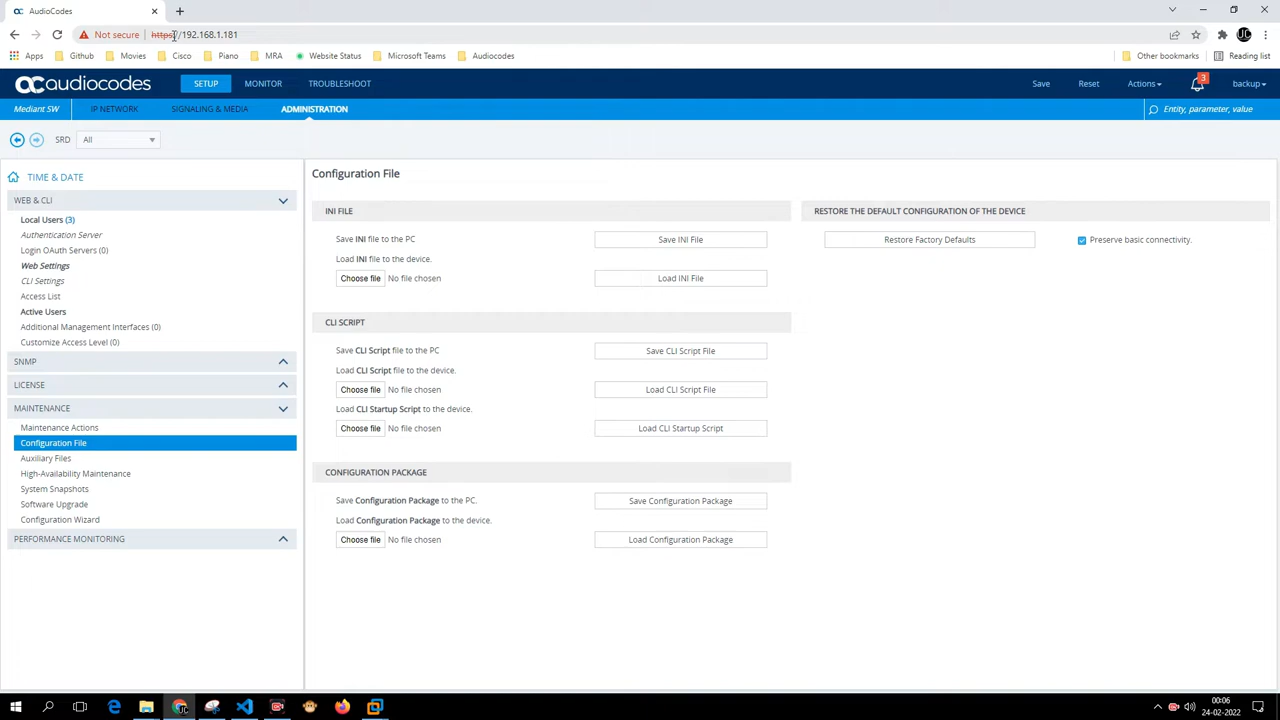 AudioCodes
Not secure
https://192.168.1.181
Apps
Github
Movies
Cisco
Piano
MRA
Website Status
Microsoft Teams
Audiocodes
Other bookmarks
Reading list
audiocodes
SETUP
MONITOR
TROUBLESHOOT
Save
Reset
Actions
3
backup
Mediant SW
IP NETWORK
SIGNALING & MEDIA
ADMINISTRATION
Entity, parameter, value
SRD
All
TIME & DATE
WEB & CLI
Local Users (3)
Authentication Server
Login OAuth Servers (0)
Web Settings
CLI Settings
Access List
Active Users
Additional Management Interfaces (0)
Customize Access Level (0)
SNMP
LICENSE
MAINTENANCE
Maintenance Actions
Configuration File
Auxiliary Files
High-Availability Maintenance
System Snapshots
Software Upgrade
Configuration Wizard
PERFORMANCE MONITORING
Configuration File
INI FILE
Save INI file to the PC
Save INI File
Load INI file to the device.
Choose file No file chosen
Load INI File
CLI SCRIPT
Save CLI Script file to the PC
Save CLI Script File
Load CLI Script file to the device.
Choose file No file chosen
Load CLI Script File
Load CLI Startup Script to the device.
Choose file No file chosen
Load CLI Startup Script
CONFIGURATION PACKAGE
Save Configuration Package to the PC.
Save Configuration Package
Load Configuration Package to the device.
Choose file No file chosen
Load Configuration Package
RESTORE THE DEFAULT CONFIGURATION OF THE DEVICE
Restore Factory Defaults
Preserve basic connectivity.
00:06
24-02-2022